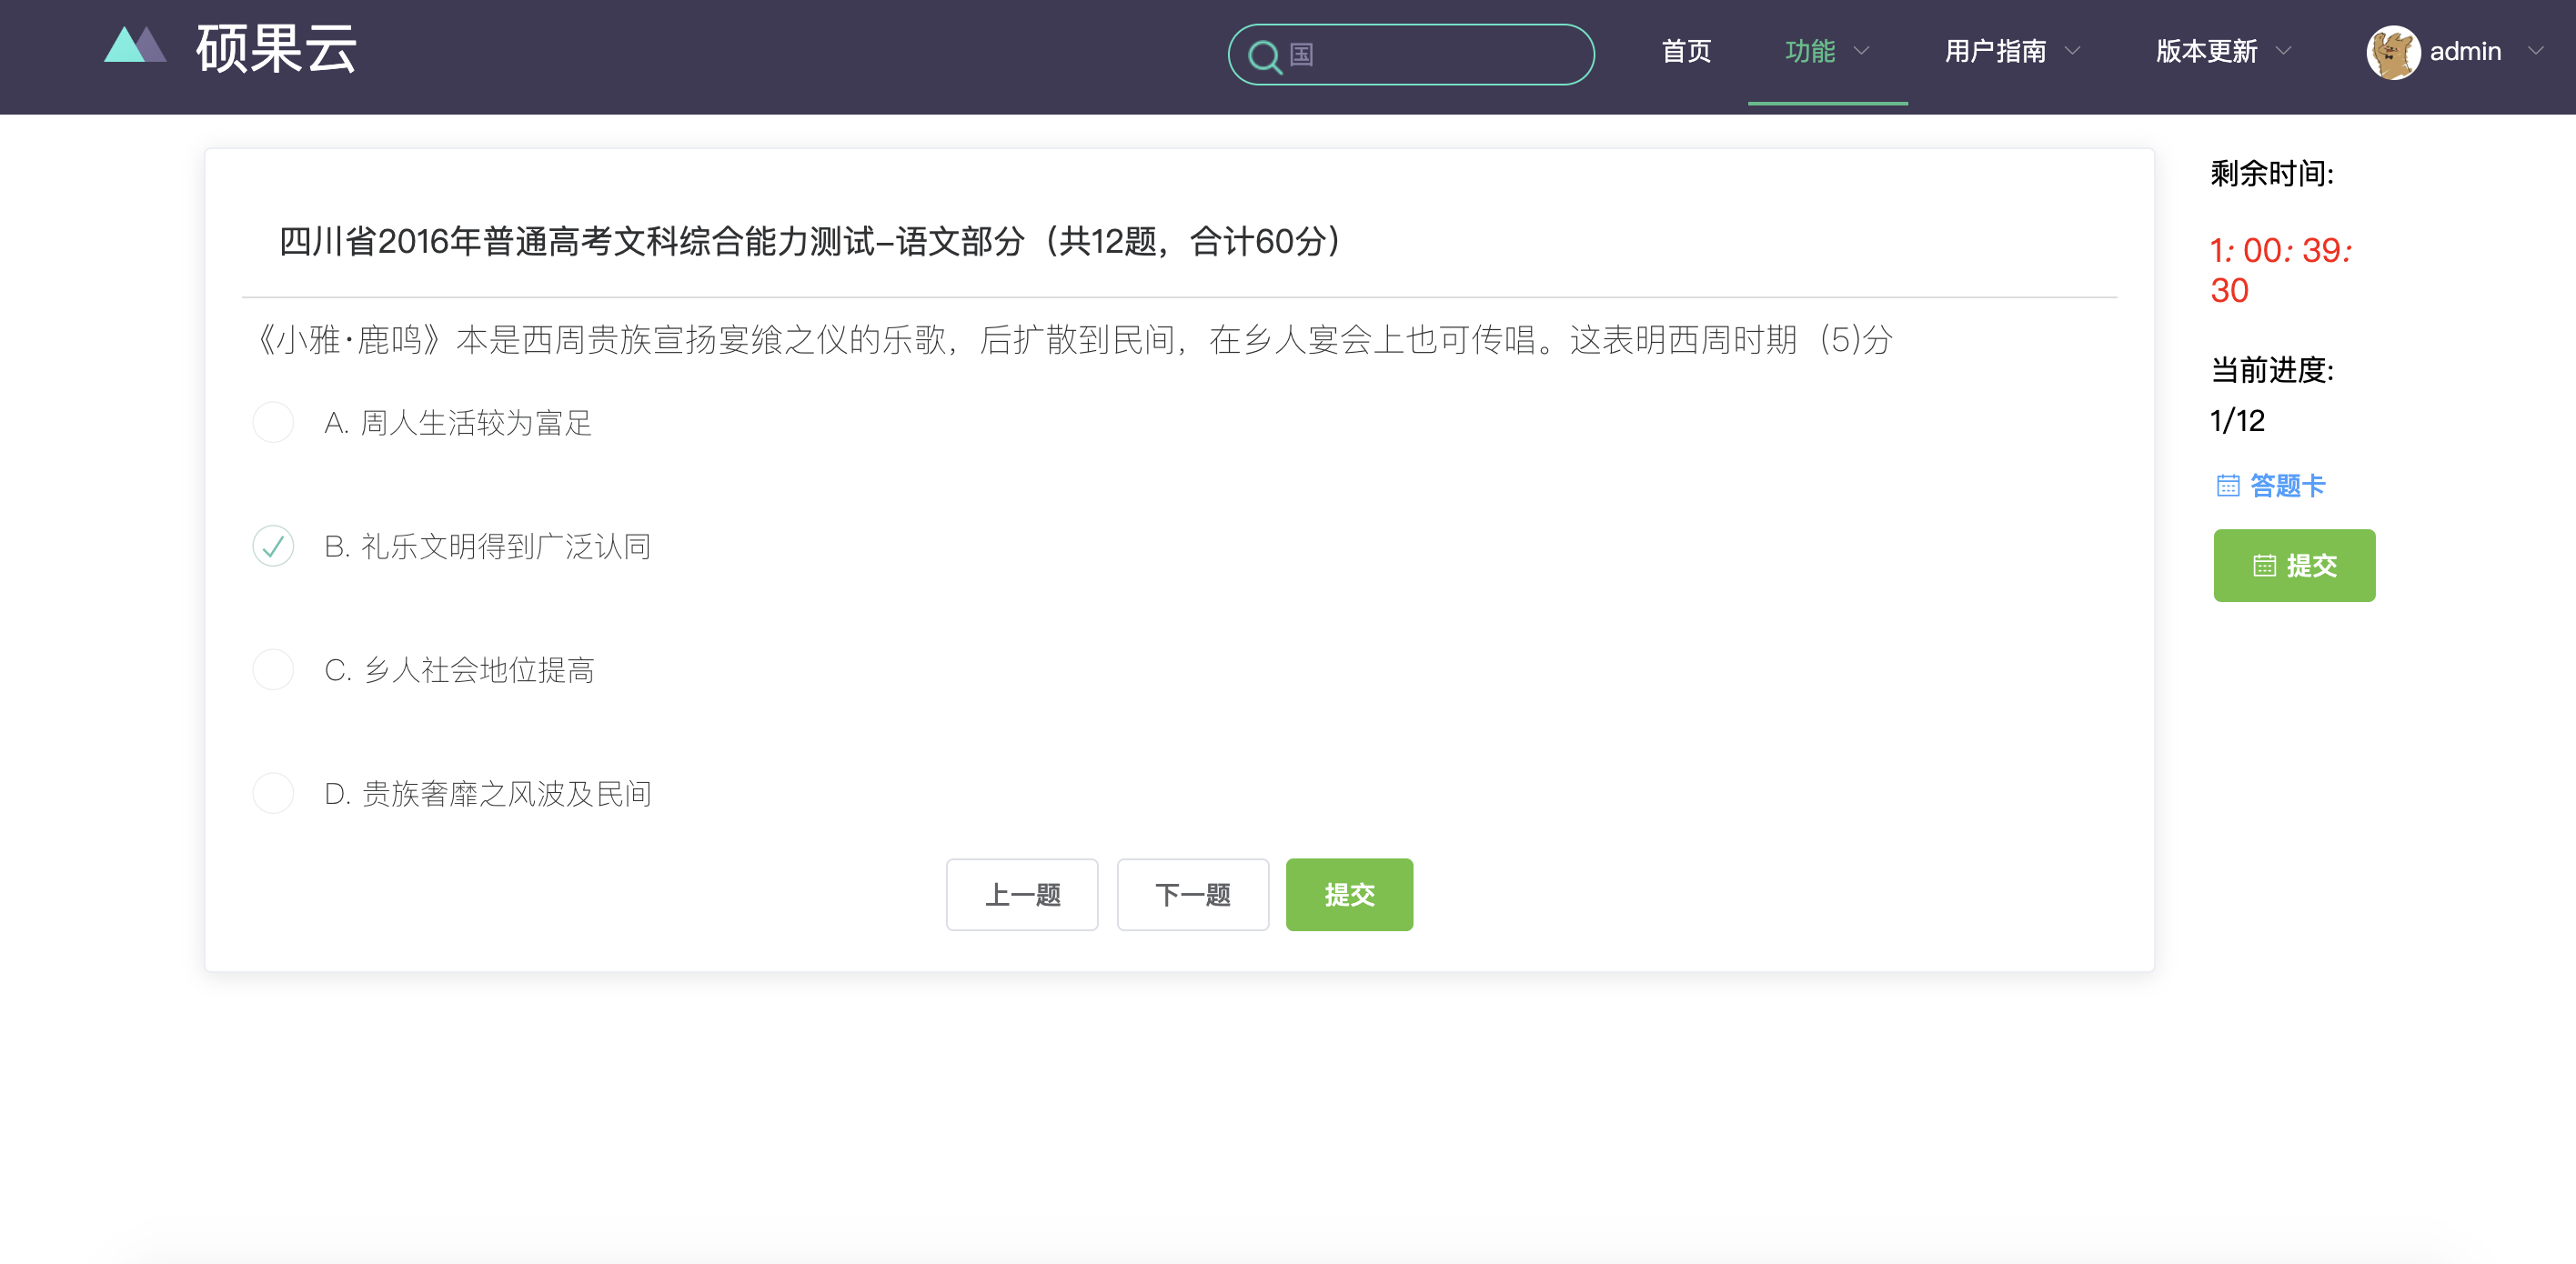 硕果云
国
首页
功能
用户指南
版本更新
admin
四川省2016年普通高考文科综合能力测试-语文部分（共12题，合计60分）
《小雅·鹿鸣》本是西周贵族宣扬宴飨之仪的乐歌，后扩散到民间，在乡人宴会上也可传唱。这表明西周时期（5)分
A. 周人生活较为富足
B. 礼乐文明得到广泛认同
C. 乡人社会地位提高
D. 贵族奢靡之风波及民间
上一题
下一题
提交
剩余时间:
1: 00: 39:
30
当前进度:
1/12
答题卡
提交